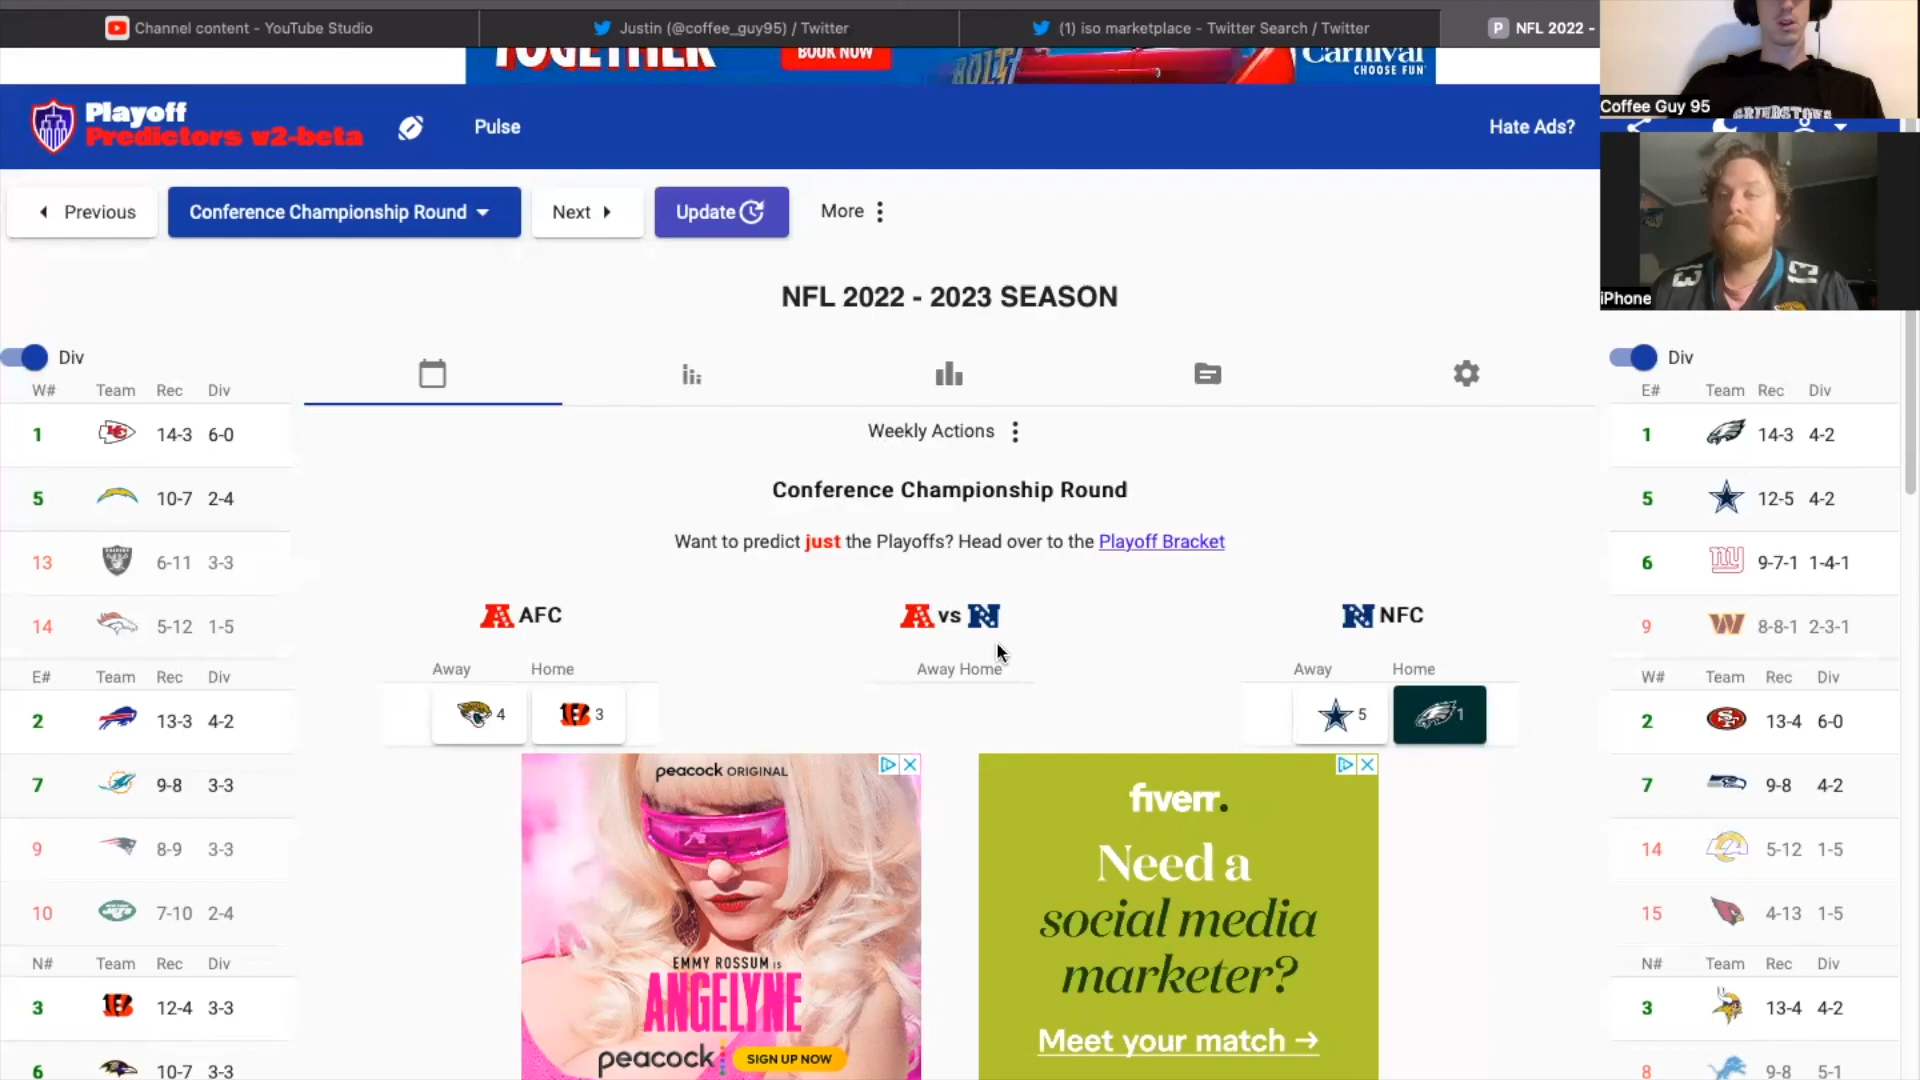 Channel content - YouTube Studio
Justin (@coffee_guy95) / Twitter
(1) iso marketplace - Twitter Search / Twitter
P NFL 2022 -
TOGETHER
BOOK NOW
BOLT
Carnival
CHOOSE FUN
Coffee Guy 95
Playoff
Predictors v2-beta
Pulse
Hate Ads?
Previous
Conference Championship Round
Next
Update
More
iPhone
13
NFL 2022 - 2023 SEASON
Div
W# Team Rec Div
1 14-3 6-0
5 10-7 2-4
13 RAIDERS 6-11 3-3
14 5-12 1-5
E# Team Rec Div
2 13-3 4-2
7 9-8 3-3
9 8-9 3-3
10 JETS 7-10 2-4
N# Team Rec Div
3 12-4 3-3
6 10-7 3-3
Weekly Actions
Conference Championship Round
Want to predict just the Playoffs? Head over to the Playoff Bracket
A AFC
A vs N
N NFC
Away Home
4 3
Away Home
Away Home
5 1
peacock ORIGINAL
EMMY ROSSUM IS
ANGELYNE
peacock
SIGN UP NOW
fiverr.
Need a
social media
marketer?
Meet your match →
Div
E# Team Rec Div
1 14-3 4-2
5 12-5 4-2
6 ny 9-7-1 1-4-1
9 W 8-8-1 2-3-1
W# Team Rec Div
2 SF 13-4 6-0
7 9-8 4-2
14 5-12 1-5
15 4-13 1-5
N# Team Rec Div
3 13-4 4-2
8 9-8 5-1